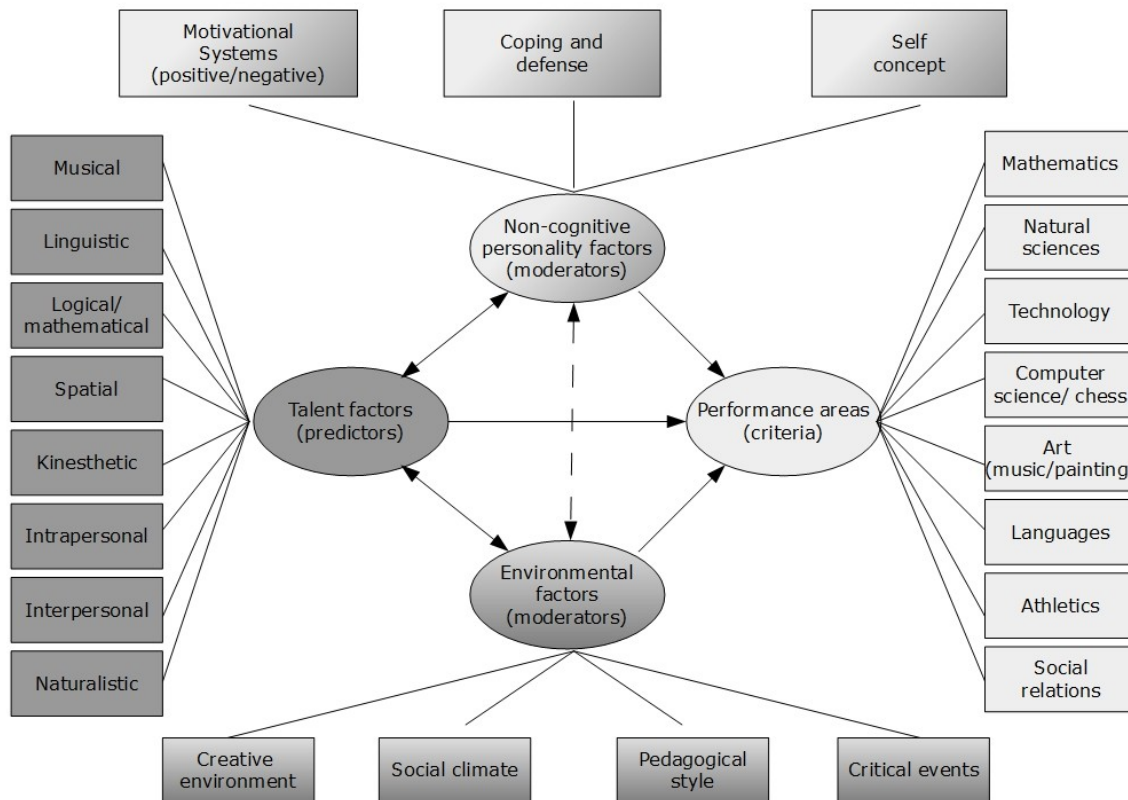 Motivational
Systems
(positive/negative)
Coping and
defense
Self
concept
Musical
Linguistic
Logical/
mathematical
Spatial
Kinesthetic
Intrapersonal
Interpersonal
Naturalistic
Non-cognitive
personality factors
(moderators)
Talent factors
(predictors)
Performance areas
(criteria)
Environmental
factors
(moderators)
Mathematics
Natural
sciences
Technology
Computer
science/ chess
Art
(music/painting
Languages
Athletics
Social
relations
Creative
environment
Social climate
Pedagogical
style
Critical events